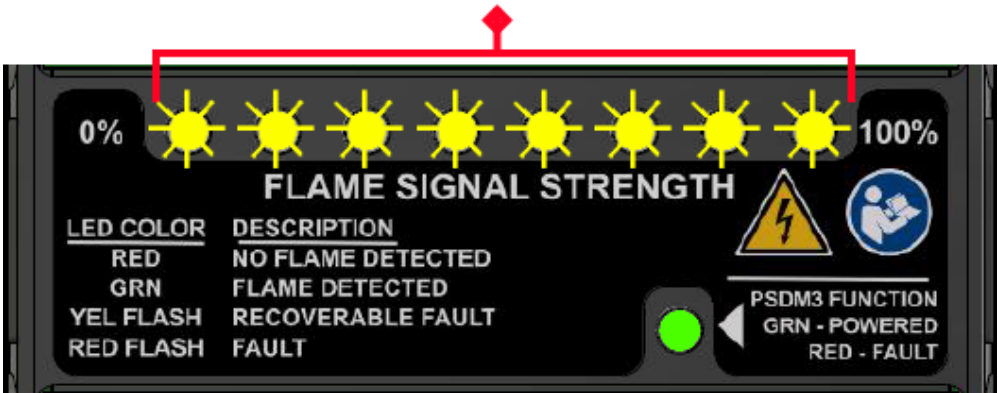 0%
100%
FLAME SIGNAL STRENGTH
LED COLOR DESCRIPTION
RED NO FLAME DETECTED
GRN FLAME DETECTED
YEL FLASH RECOVERABLE FAULT
RED FLASH FAULT
PSDM3 FUNCTION
GRN - POWERED
RED - FAULT